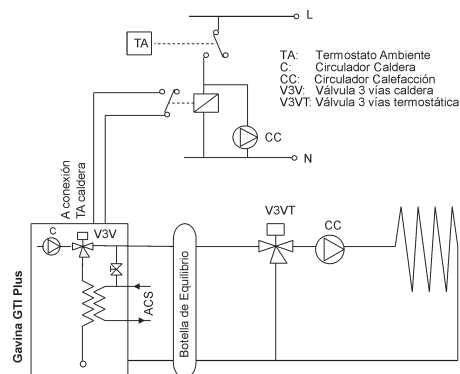 L
TA
TA: Termostato Ambiente
C: Circulador Caldera
CC: Circulador Calefacción
V3V: Válvula 3 vías caldera
V3VT: Válvula 3 vías termostática
CC
N
A conexión
TA caldera
C
V3V
V3VT
CC
Gavina GTI Plus
ACS
Botella de Equilibrio